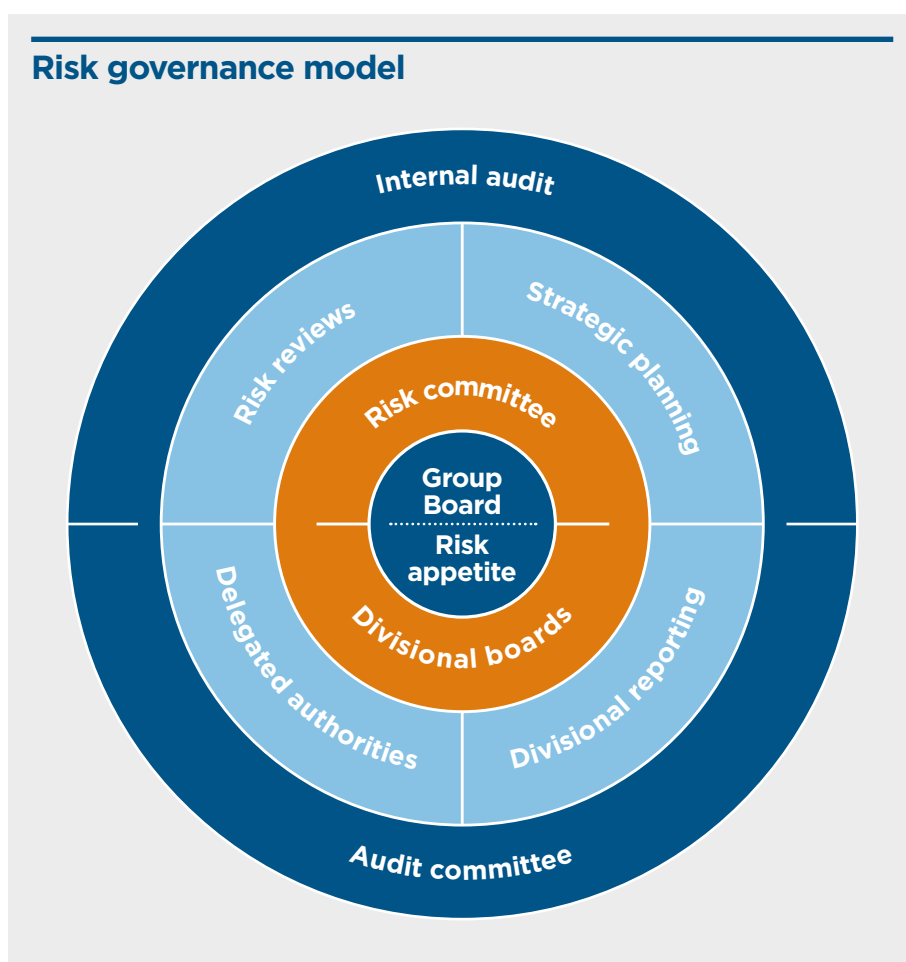 Risk governance model
Internal audit
Risk reviews
Strategic planning
Risk committee
Group
Board
Risk
appetite
Divisional boards
Delegated authorities
Divisional reporting
Audit committee